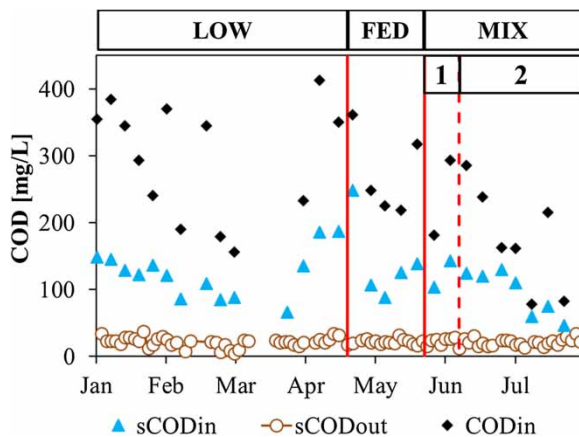 LOW FED MIX
1 2
400
300
200
100
0
COD [mg/L]
Jan Feb Mar Apr May Jun Jul
sCODin sCODout CODin